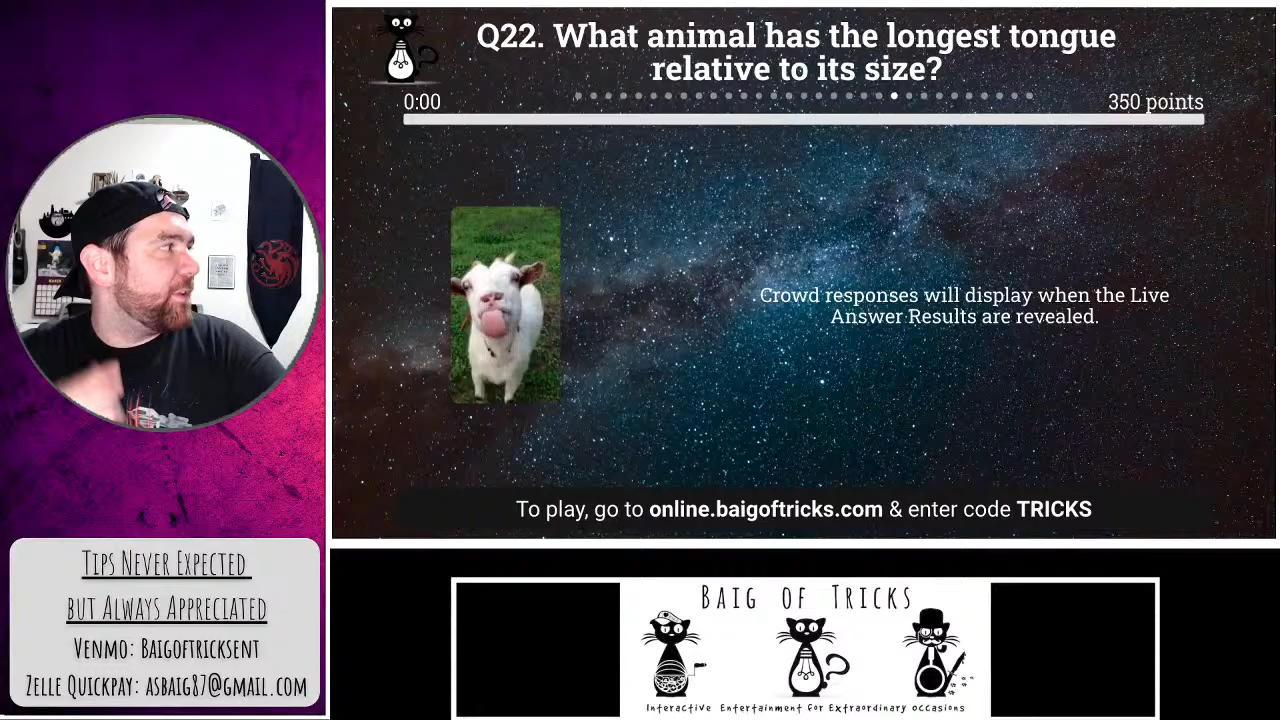 Q22. What animal has the longest tongue
relative to its size?
0:00
350 points
Crowd responses will display when the Live
Answer Results are revealed.
To play, go to online.baigoftricks.com & enter code TRICKS
Tips Never Expected
but Always Appreciated
Venmo: Baigoftricksent
Zelle Quickpay: asbaig87@gmail.com
Baig of Tricks
Interactive Entertainment for Extraordinary occasions